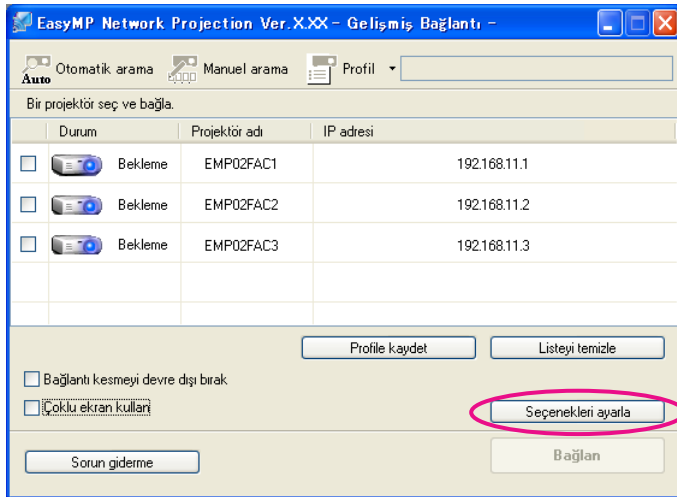 EasyMP Network Projection Ver.X.XX - Gelişmiş Bağlantı -
Auto Otomatik arama Manuel arama Profil
Bir projektör seç ve bağla.
Durum Projektör adı IP adresi
Bekleme EMP02FAC1 192.168.11.1
Bekleme EMP02FAC2 192.168.11.2
Bekleme EMP02FAC3 192.168.11.3
Profile kaydet Listeyi temizle
Bağlantı kesmeyi devre dışı bırak
Çoklu ekran kullan Seçenekleri ayarla
Sorun giderme Bağlan